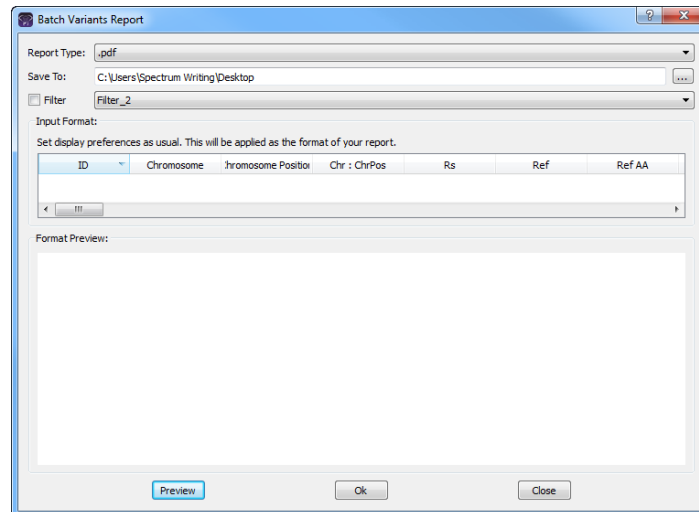 Batch Variants Report
Report Type: .pdf
Save To: C:\Users\Spectrum Writing\Desktop ...
Filter Filter_2
Input Format:
Set display preferences as usual. This will be applied as the format of your report.
ID Chromosome :hromosome Position Chr : ChrPos Rs Ref Ref AA
Format Preview:
Preview Ok Close